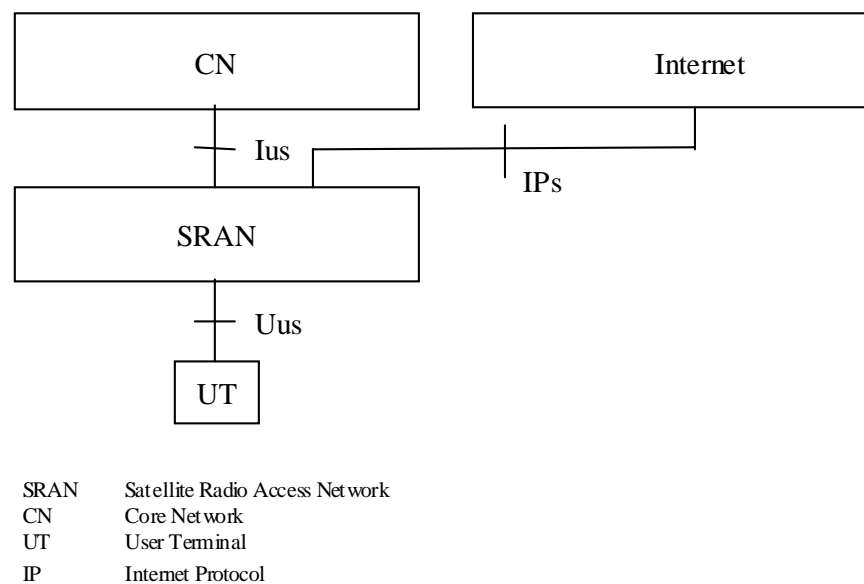 CN
Internet
Ius
IPs
SRAN
Uus
UT
SRAN Satellite Radio Access Network
CN Core Network
UT User Terminal
IP Internet Protocol